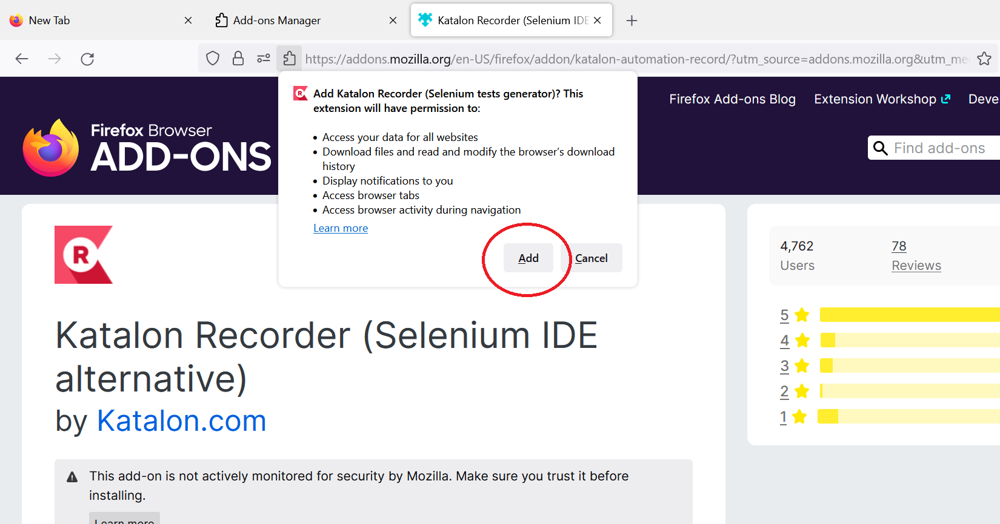 New Tab
Add-ons Manager
Katalon Recorder (Selenium IDE
https://addons.mozilla.org/en-US/firefox/addon/katalon-automation-record/?utm_source=addons.mozilla.org&utm_me
Add Katalon Recorder (Selenium tests generator)? This
extension will have permission to:
• Access your data for all websites
• Download files and read and modify the browser's download
history
• Display notifications to you
• Access browser tabs
• Access browser activity during navigation
Learn more
Add
Cancel
Firefox Browser
ADD-ONS
Firefox Add-ons Blog
Extension Workshop
Deve
Find add-ons
R
R
Katalon Recorder (Selenium IDE
alternative)
by Katalon.com
This add-on is not actively monitored for security by Mozilla. Make sure you trust it before
installing.
Learn more
4,762
Users
78
Reviews
5
4
3
2
1